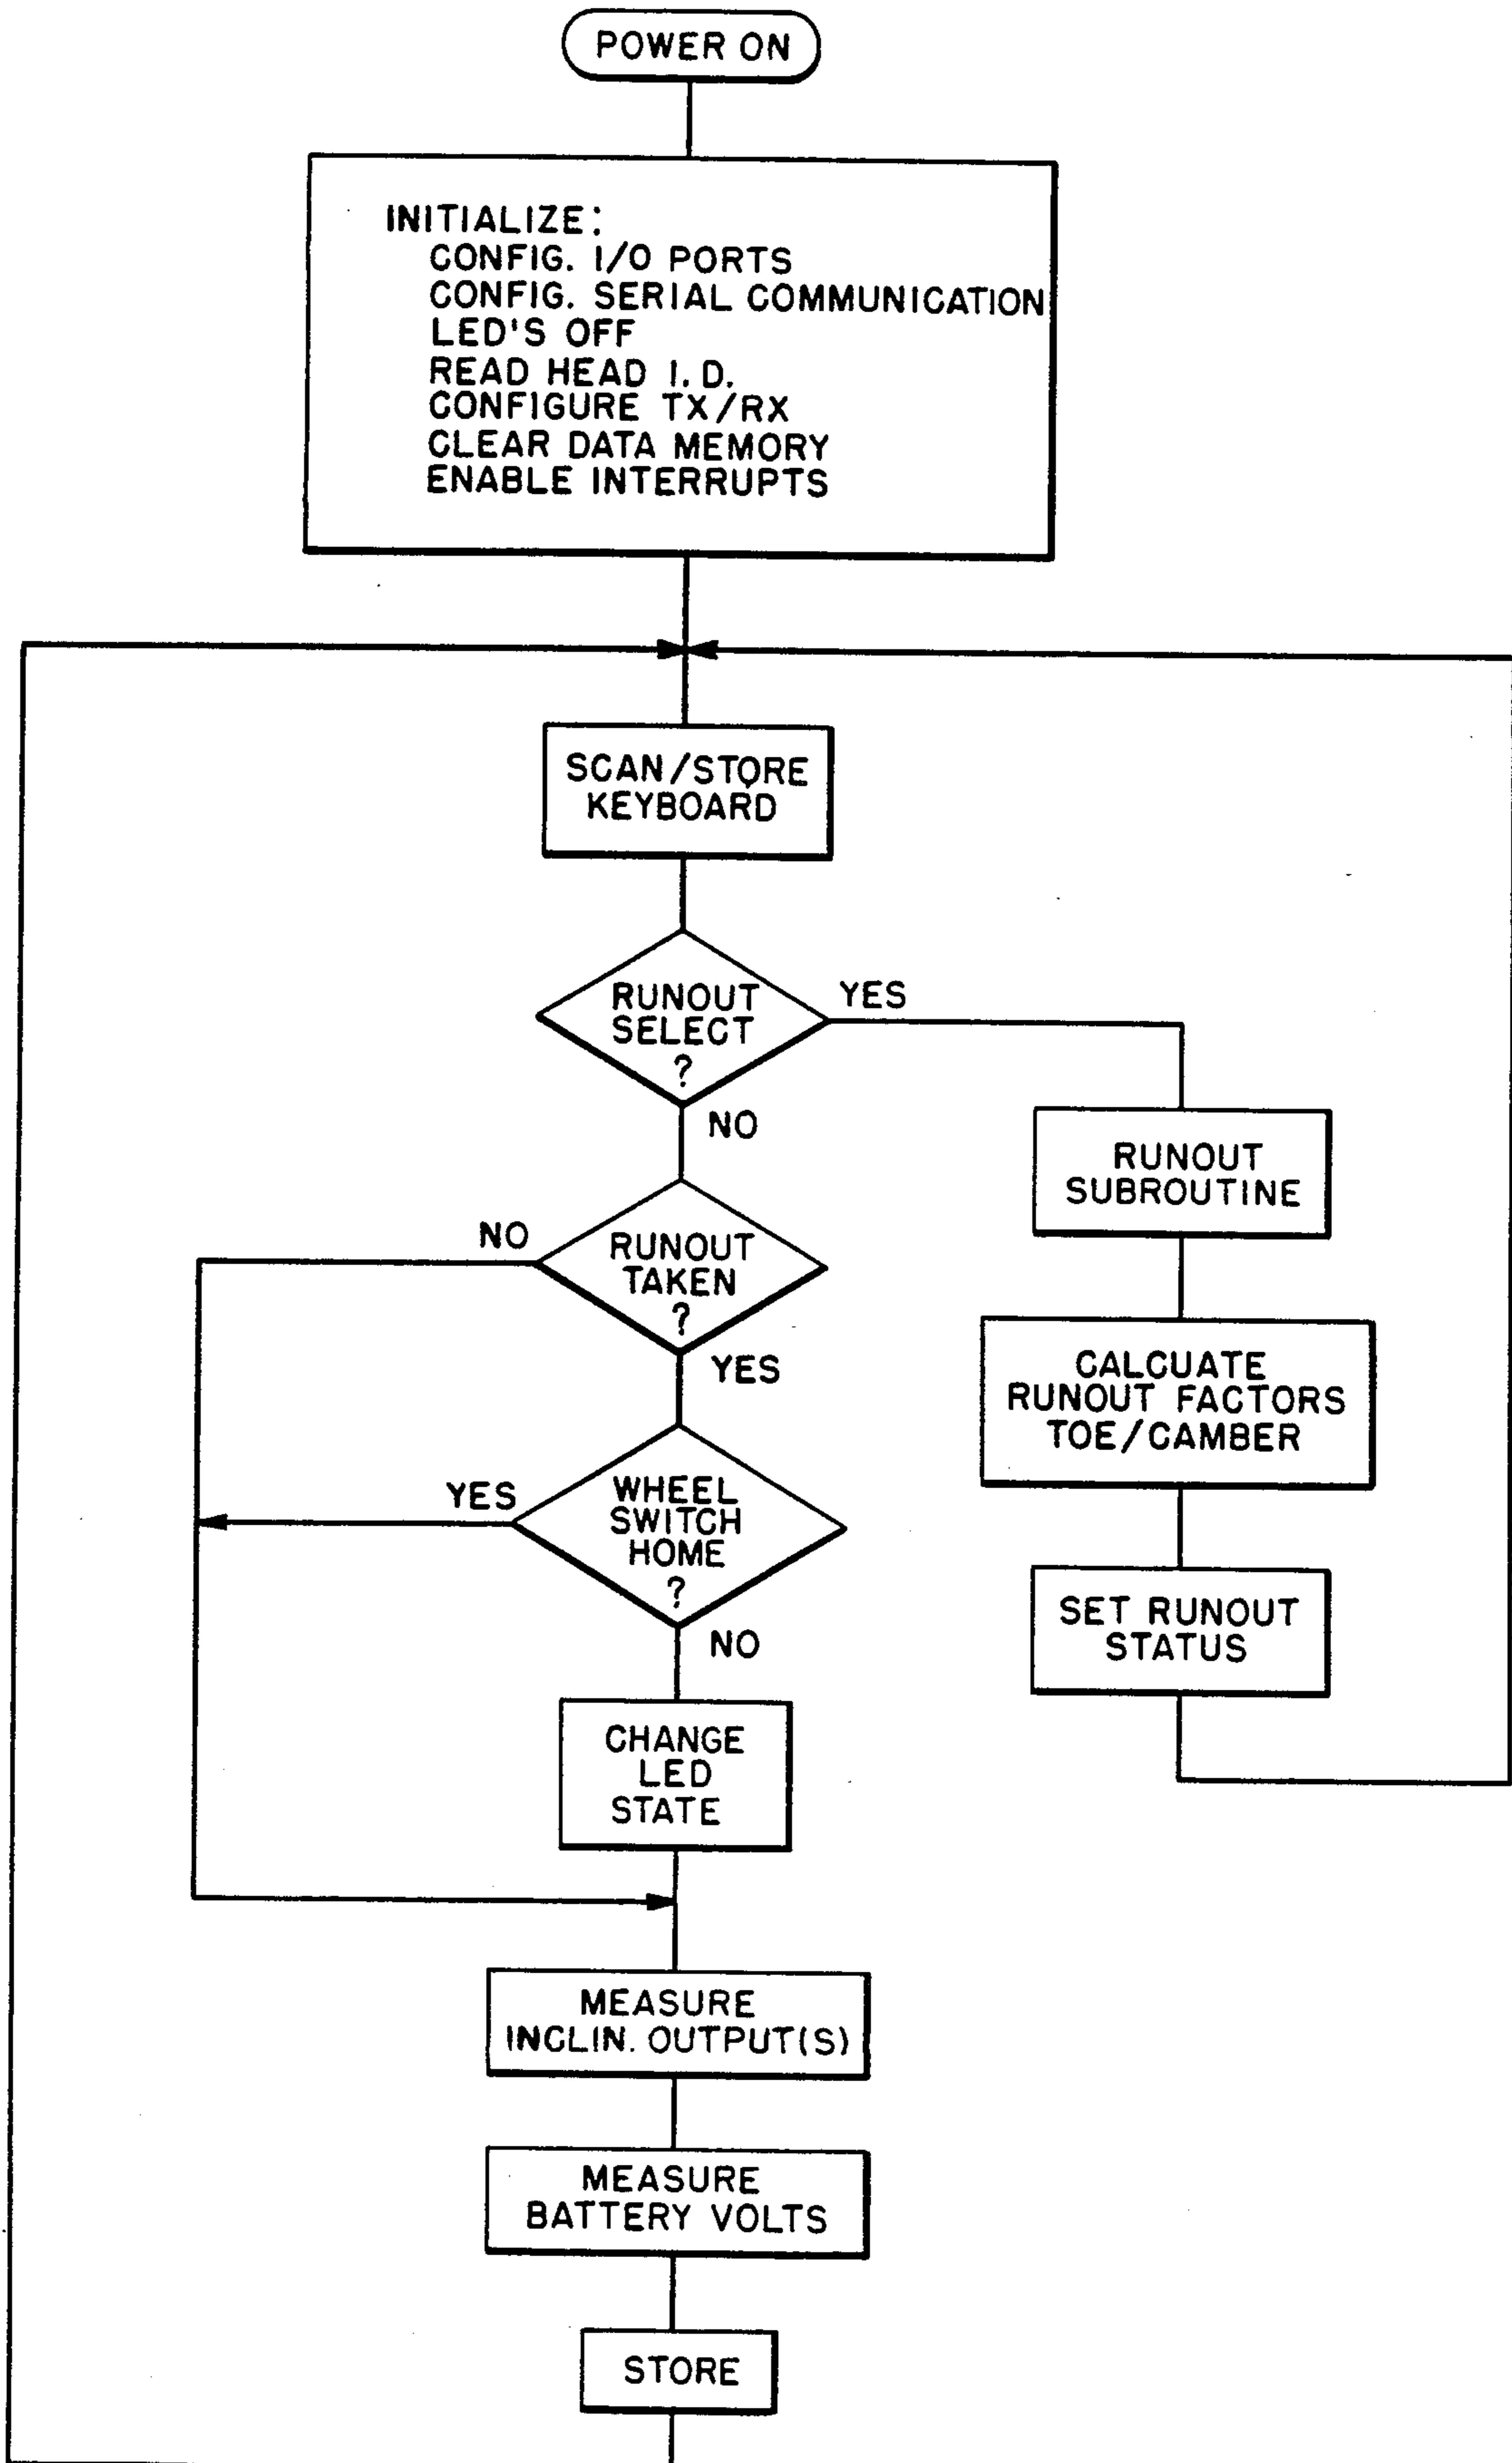 POWER ON
INITIALIZE:
CONFIG. I/O PORTS
CONFIG. SERIAL COMMUNICATION
LED'S OFF
READ HEAD I.D.
CONFIGURE TX/RX
CLEAR DATA MEMORY
ENABLE INTERRUPTS
SCAN/STORE
KEYBOARD
RUNOUT
SELECT
?
YES
NO
RUNOUT
SUBROUTINE
NO
RUNOUT
TAKEN
?
YES
CALCUATE
RUNOUT FACTORS
TOE/CAMBER
YES
WHEEL
SWITCH
HOME
?
NO
SET RUNOUT
STATUS
CHANGE
LED
STATE
MEASURE
INCLIN. OUTPUT(S)
MEASURE
BATTERY VOLTS
STORE